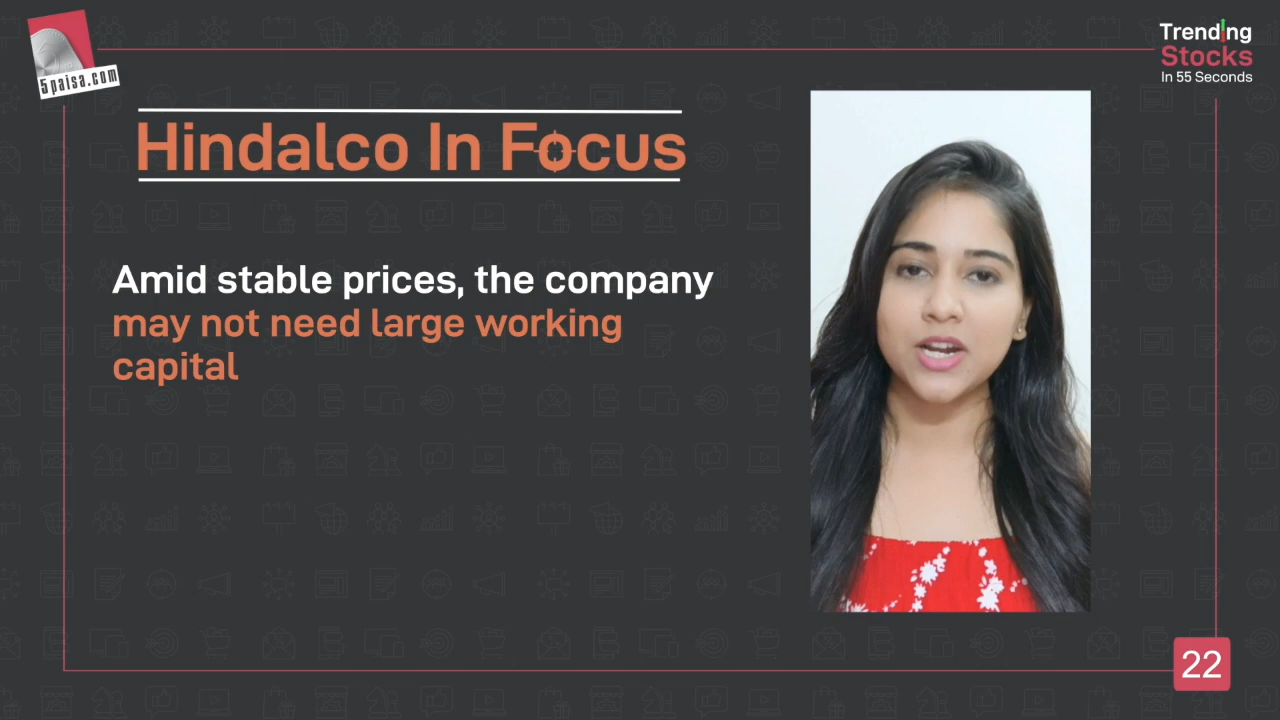 5paisa.com
Trending
Stocks
In 55 Seconds
Hindalco In Focus
Amid stable prices, the company
may not need large working
capital
22